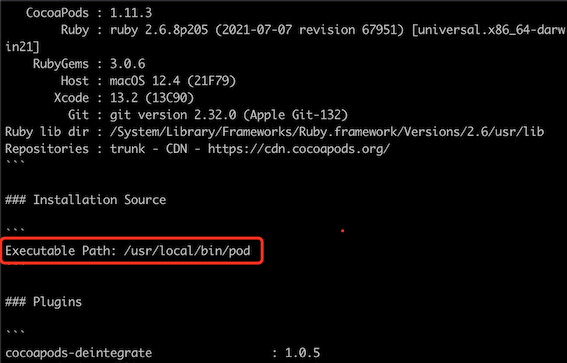 CocoaPods : 1.11.3
Ruby : ruby 2.6.8p205 (2021-07-07 revision 67951) [universal.x86_64-darw
in21]
RubyGems : 3.0.6
Host : macOS 12.4 (21F79)
Xcode : 13.2 (13C90)
Git : git version 2.32.0 (Apple Git-132)
Ruby lib dir : /System/Library/Frameworks/Ruby.framework/Versions/2.6/usr/lib
Repositories : trunk - CDN - https://cdn.cocoapods.org/
```
### Installation Source
```
Executable Path: /usr/local/bin/pod
```
### Plugins
```
cocoapods-deintegrate : 1.0.5